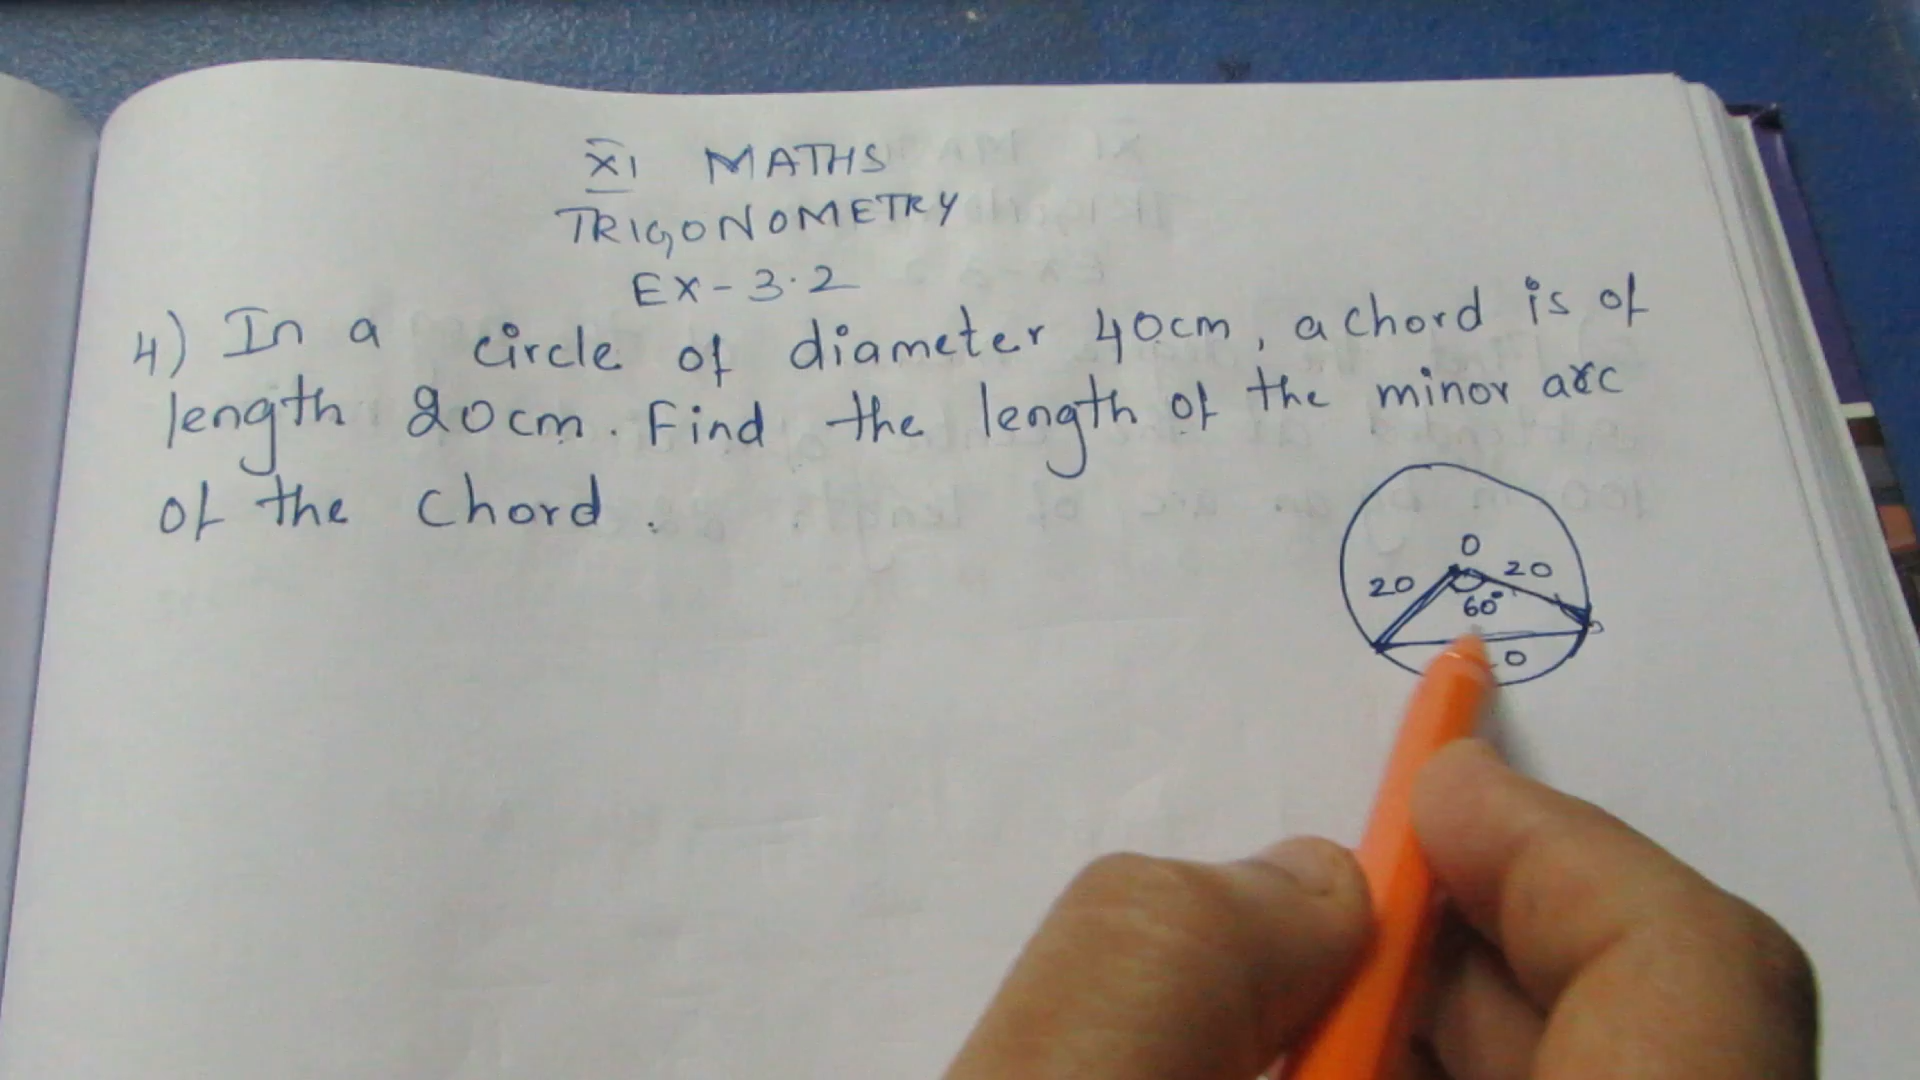 XI MATHS
TRIGONOMETRY
EX-3.2
4) In a circle of diameter 40cm, a chord is of
length 20cm. Find the length of the minor arc
of the chord.
O
20 20
60°
0